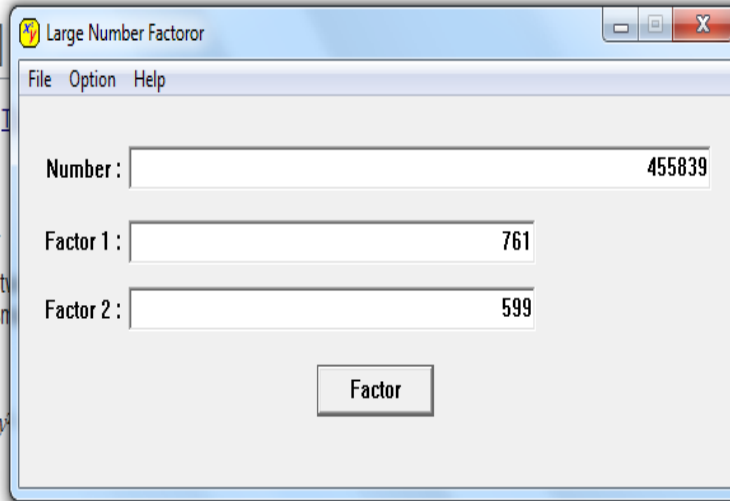 Large Number Factoror
File Option Help
Number : 455839
Factor 1 : 761
Factor 2 : 599
Factor